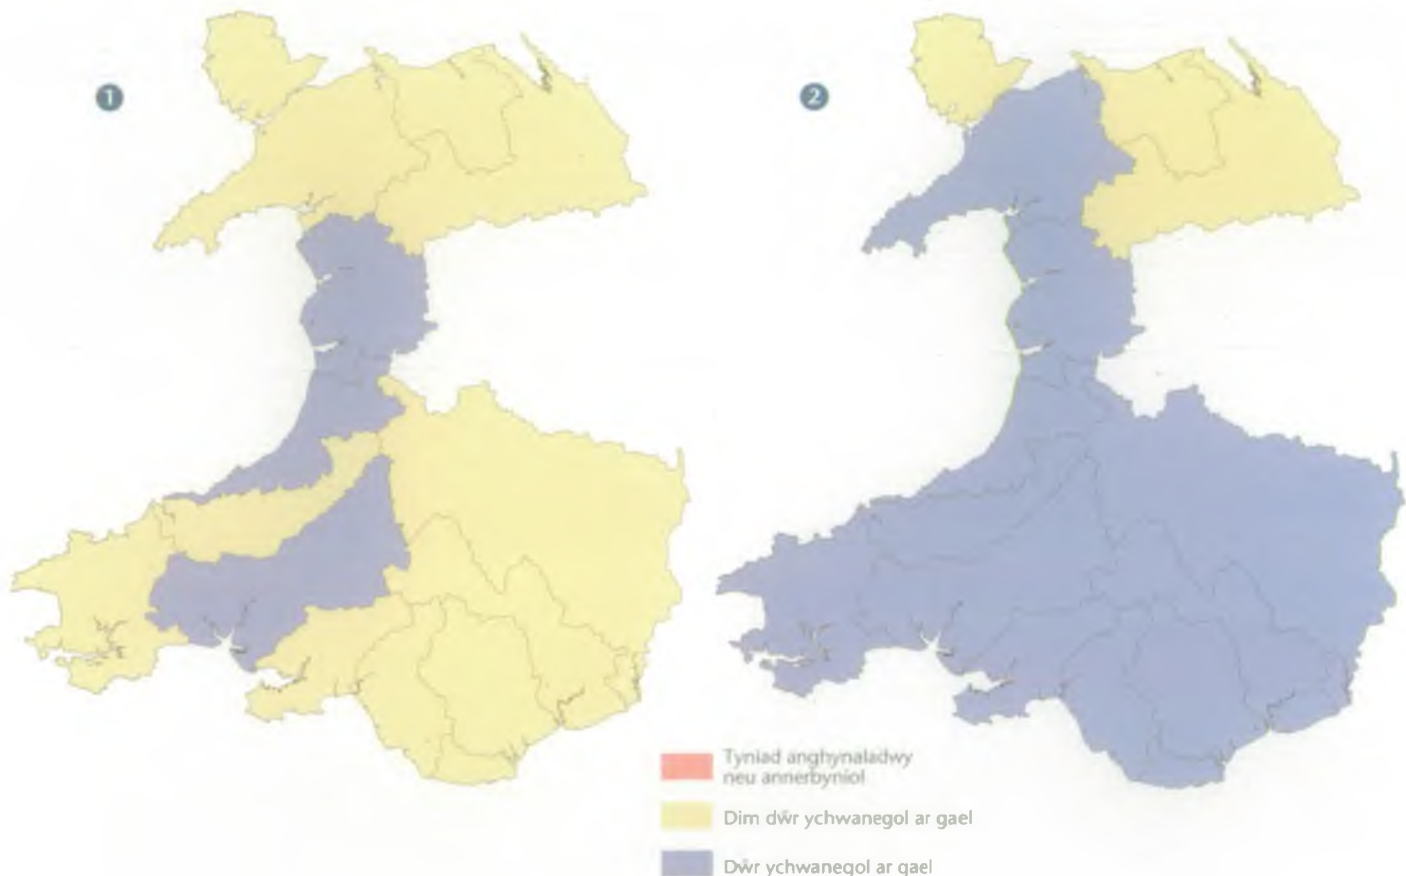 1
2
Tyniad anghynaladwy
neu annerbyniol
Dim dŵr ychwanegol ar gael
Dŵr ychwanegol ar gael